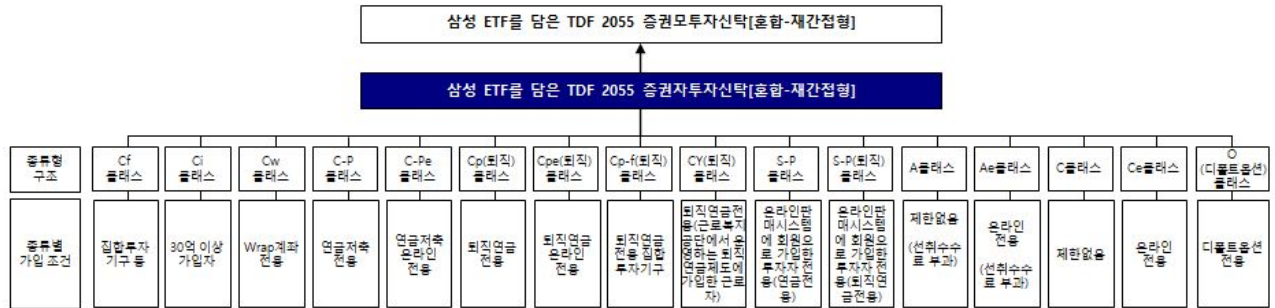 삼성 ETF를 담은 TDF 2055 증권모투자신탁[혼합-재간접형]
삼성 ETF를 담은 TDF 2055 증권자투자신탁[혼합-재간접형]
종류형
구조
Cf
클래스
Ci
클래스
Cw
클래스
C-P
클래스
C-Pe
클래스
Cp(퇴직)
클래스
Cpe(퇴직)
클래스
Cp-f(퇴직)
클래스
CY(퇴직)
클래스
S-P
클래스
S-P(퇴직)
클래스
A클래스
Ae클래스
C클래스
Ce클래스
O
(디폴트옵션)
클래스
종류별
가입 조건
집합투자
기구 등
30억 이상
가입자
Wrap계좌
전용
연금저축
전용
연금저축
온라인
전용
퇴직연금
전용
퇴직연금
온라인
전용
퇴직연금
전용 집합
투자기구
퇴직연금전
용(근로복지
공단에서 운
영하는 퇴직
연금제도에
가입한 근로
자)
온라인판
매시스템
에 회원으
로 가입한
투자자 전
용(연금전
용)
온라인판
매시스템
에 회원으
로 가입한
투자자 전
용(퇴직연
금전용)
제한없음
(선취수수
료 부과)
온라인
전용
(선취수수
료 부과)
제한없음
온라인
전용
디폴트옵션
전용